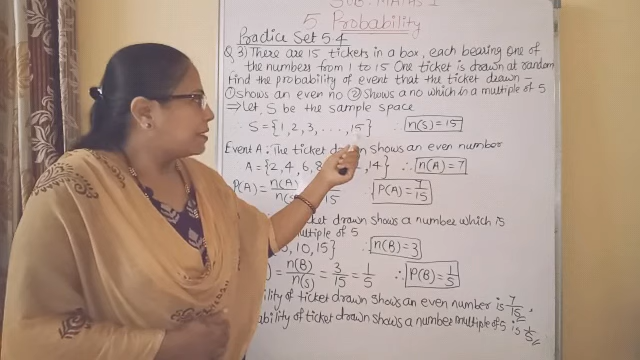 SUB: MATHS I
5 Probability
Practice Set 5.4
Q.3) There are 15 tickets in a box, each bearing one of
the numbers from 1 to 15 One ticket is drawn at random
Find the probability of event that the ticket drawn –
① shows an even no ② Shows a no which is a multiple of 5
⇒ Let S be the sample space
∴ S = {1, 2, 3, ..., 15} ∴ n(S) = 15
Event A: The ticket drawn shows an even number
A = {2, 4, 6, 8, 14} ∴ n(A) = 7
P(A) = n(A)/n(S 15 ∴ P(A) = 7/15
ticket drawn shows a number which is
multiple of 5
10, 15} ∴ n(B) = 3
) = n(B)/n(S) = 3/15 = 1/5 ∴ P(B) = 1/5
ility of ticket drawn shows an even number is 7/15,
ability of ticket drawn shows a number multiple of 5 is 1/5